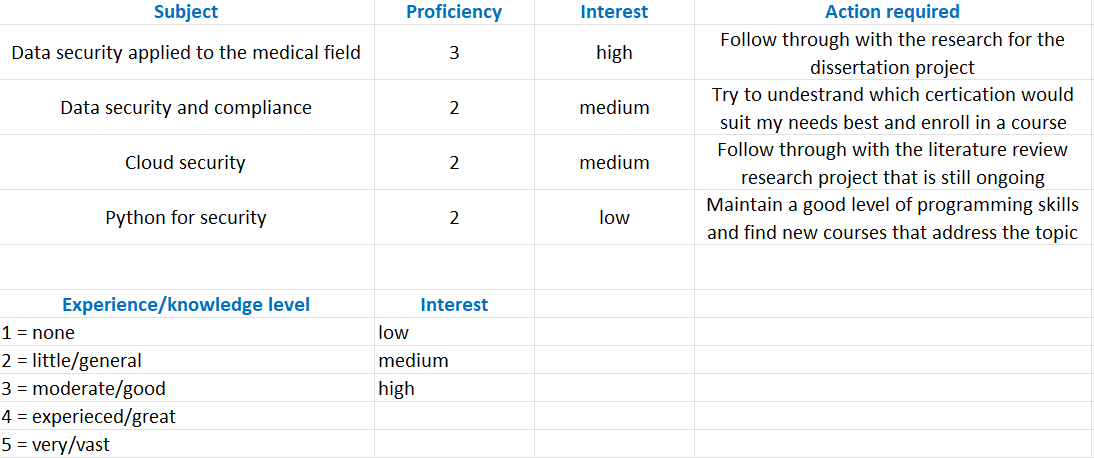 Subject Proficiency Interest Action required
Data security applied to the medical field 3 high Follow through with the research for the
dissertation project
Data security and compliance 2 medium Try to undestrand which certication would
suit my needs best and enroll in a course
Cloud security 2 medium Follow through with the literature review
research project that is still ongoing
Python for security 2 low Maintain a good level of programming skills
and find new courses that address the topic
Experience/knowledge level Interest
1 = none low
2 = little/general medium
3 = moderate/good high
4 = experieced/great
5 = very/vast